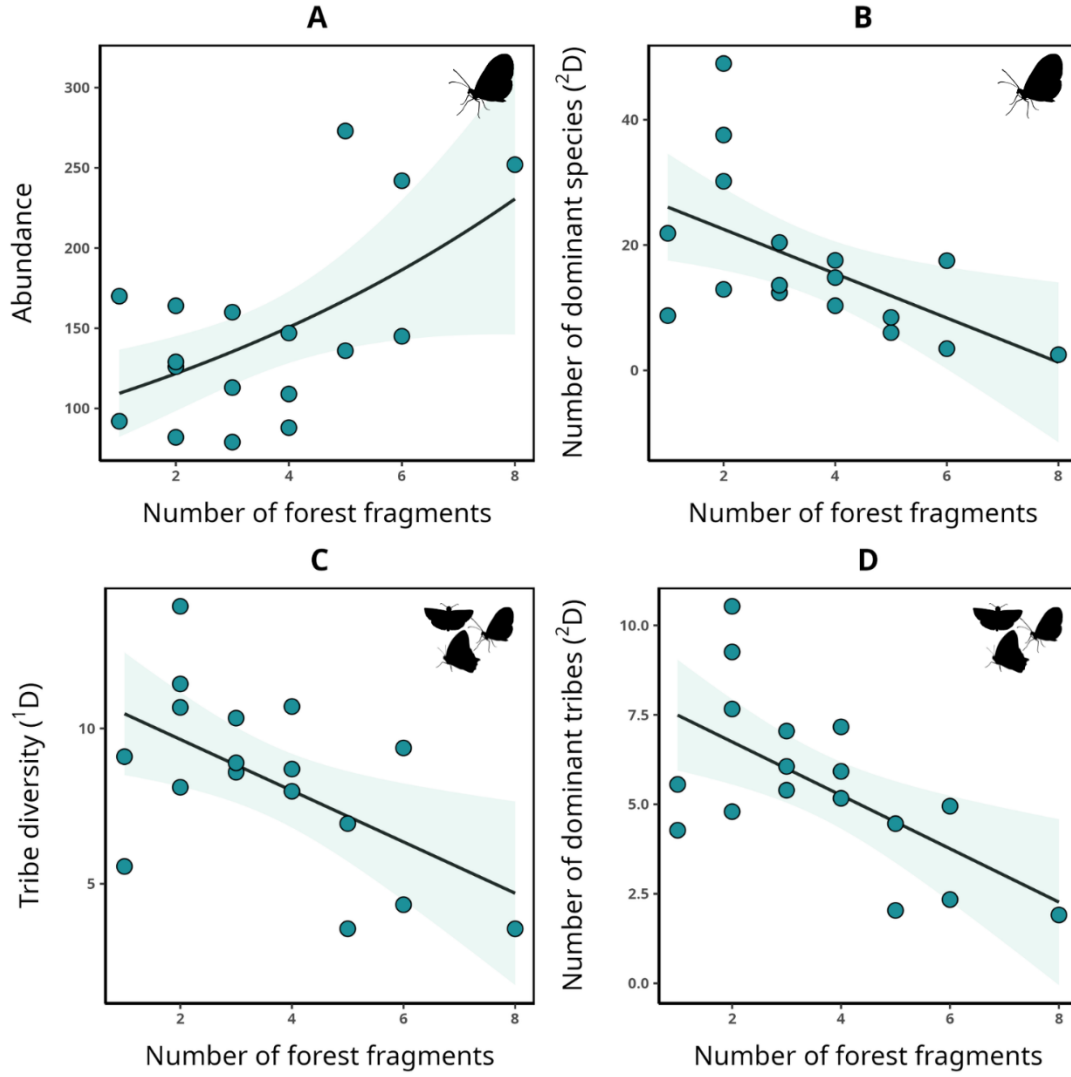 A
Abundance
300
250
200
150
100
2 4 6 8
Number of forest fragments
B
Number of dominant species (²D)
40
20
0
2 4 6 8
Number of forest fragments
C
Tribe diversity (¹D)
10
5
2 4 6 8
Number of forest fragments
D
Number of dominant tribes (²D)
10.0
7.5
5.0
2.5
0.0
2 4 6 8
Number of forest fragments